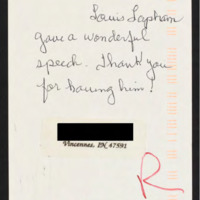 Louis Lapham
gave a wonderful
speech. Thank you
for having him!
Vincennes, IN 47591
R